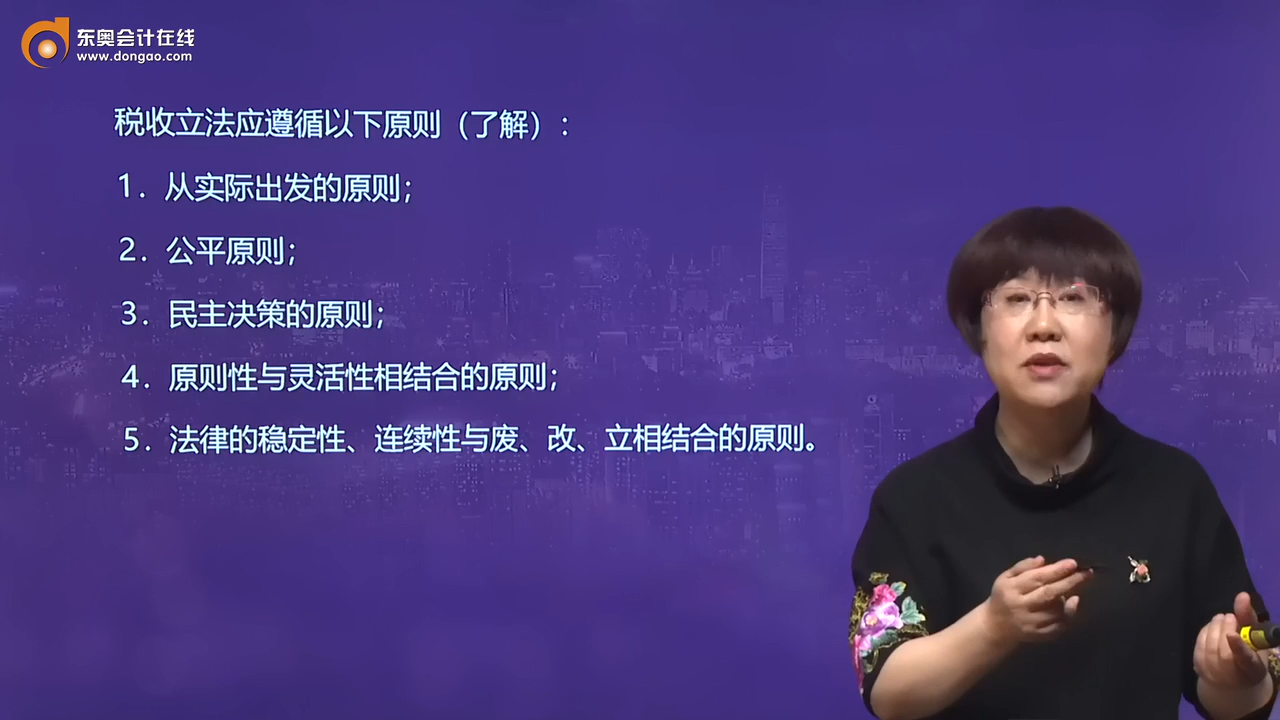 东奥会计在线
www.dongao.com
税收立法应遵循以下原则（了解）：
1. 从实际出发的原则；
2. 公平原则；
3. 民主决策的原则；
4. 原则性与灵活性相结合的原则；
5. 法律的稳定性、连续性与废、改、立相结合的原则。